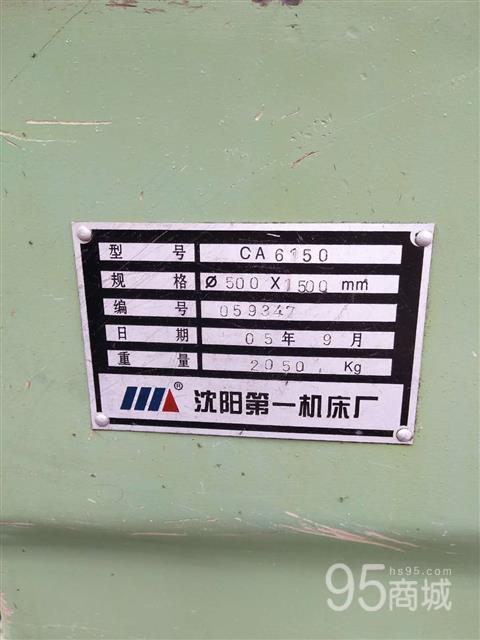 型 号 CA6150
规 格 Ø 500 X 1500 mm
编 号 059347
日 期 05年 9 月
重 量 2050 Kg
® 沈阳第一机床厂
95商城
hs95.com